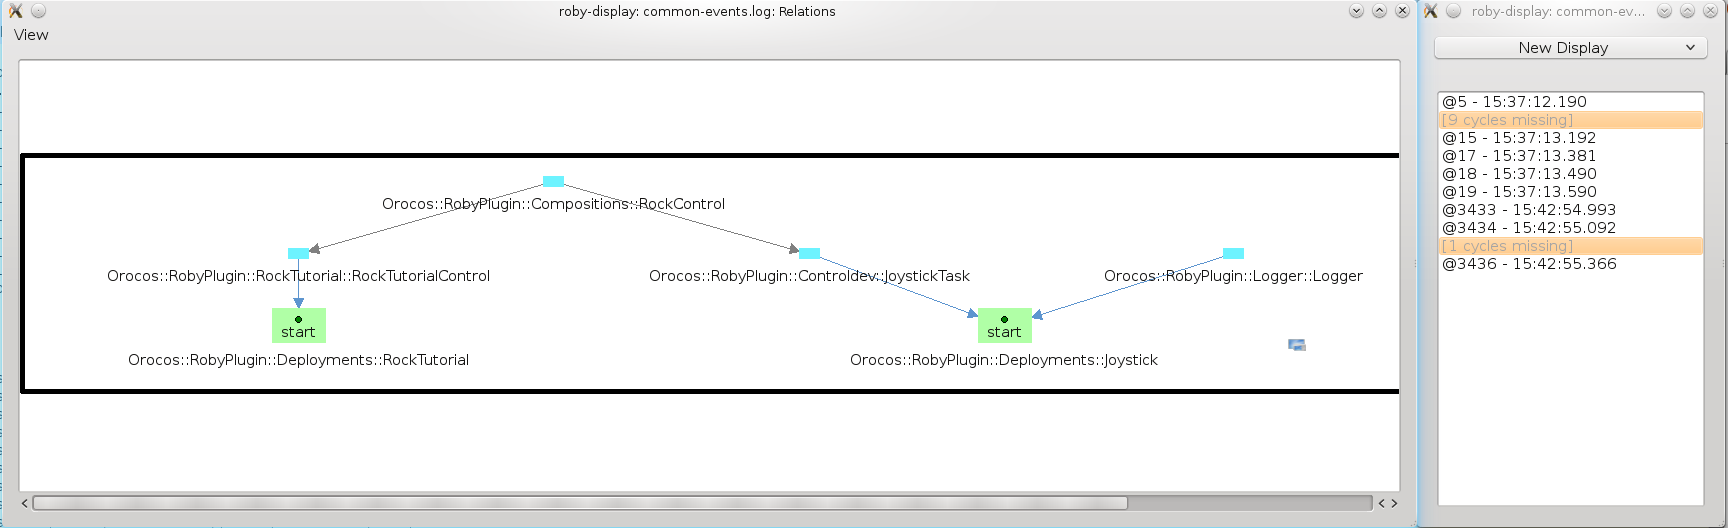 roby-display: common-events.log: Relations
View
Orocos::RobyPlugin::Compositions::RockControl
Orocos::RobyPlugin::RockTutorial::RockTutorialControl
Orocos::RobyPlugin::Controldev::JoystickTask
Orocos::RobyPlugin::Logger::Logger
start
start
Orocos::RobyPlugin::Deployments::RockTutorial
Orocos::RobyPlugin::Deployments::Joystick
roby-display: common-ev...
New Display
@5 - 15:37:12.190
[9 cycles missing]
@15 - 15:37:13.192
@17 - 15:37:13.381
@18 - 15:37:13.490
@19 - 15:37:13.590
@3433 - 15:42:54.993
@3434 - 15:42:55.092
[1 cycles missing]
@3436 - 15:42:55.366